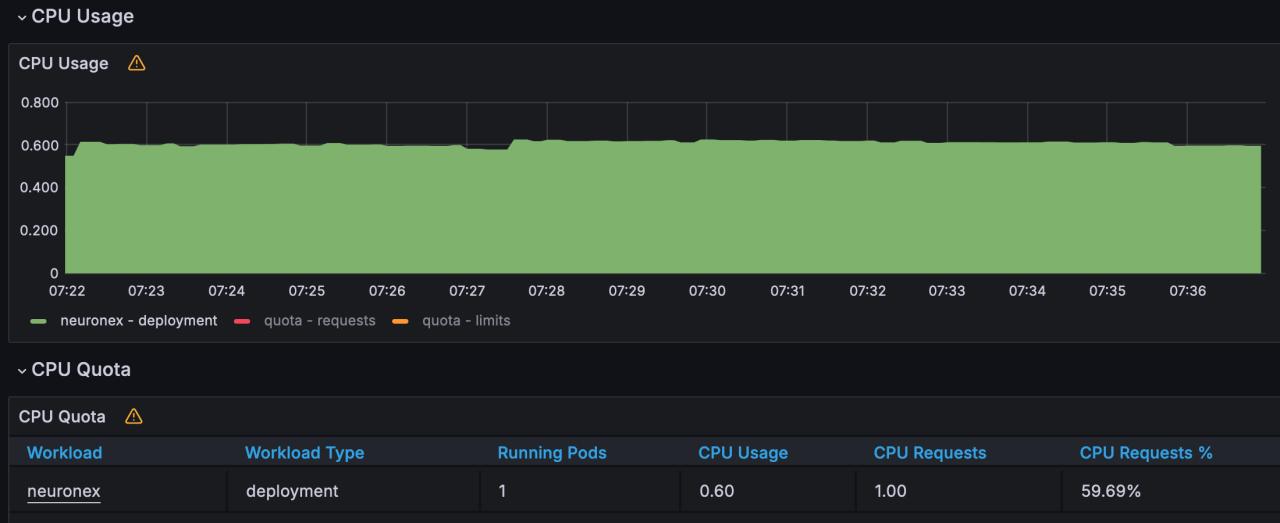 CPU Usage
CPU Usage
0.800
0.600
0.400
0.200
0
07:22 07:23 07:24 07:25 07:26 07:27 07:28 07:29 07:30 07:31 07:32 07:33 07:34 07:35 07:36
neuronex - deployment quota - requests quota - limits
CPU Quota
CPU Quota
Workload Workload Type Running Pods CPU Usage CPU Requests CPU Requests %
neuronex deployment 1 0.60 1.00 59.69%